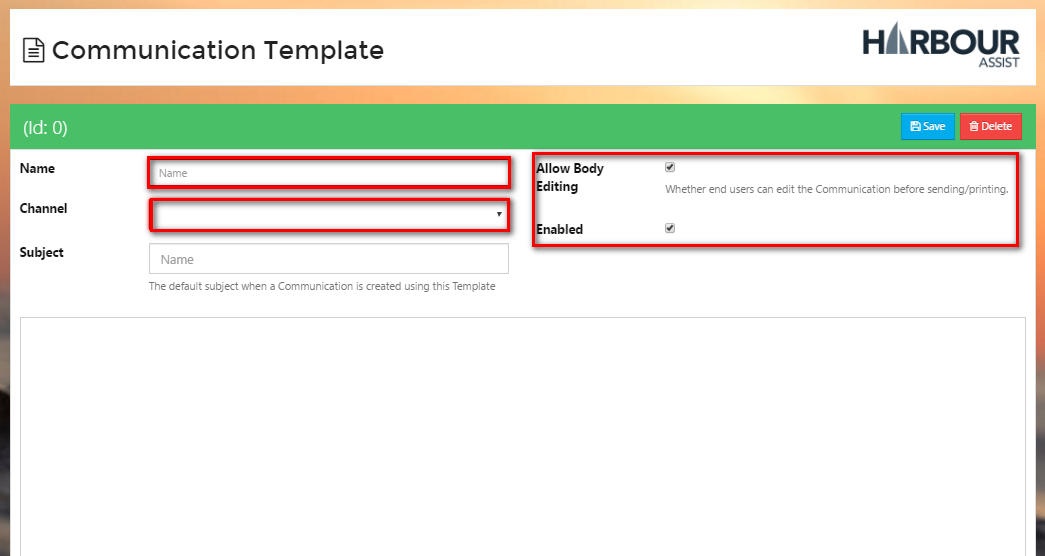 Communication Template
HARBOUR
ASSIST
(Id: 0)
Save
Delete
Name
Name
Allow Body
Editing
Whether end users can edit the Communication before sending/printing.
Channel
Enabled
Subject
Name
The default subject when a Communication is created using this Template